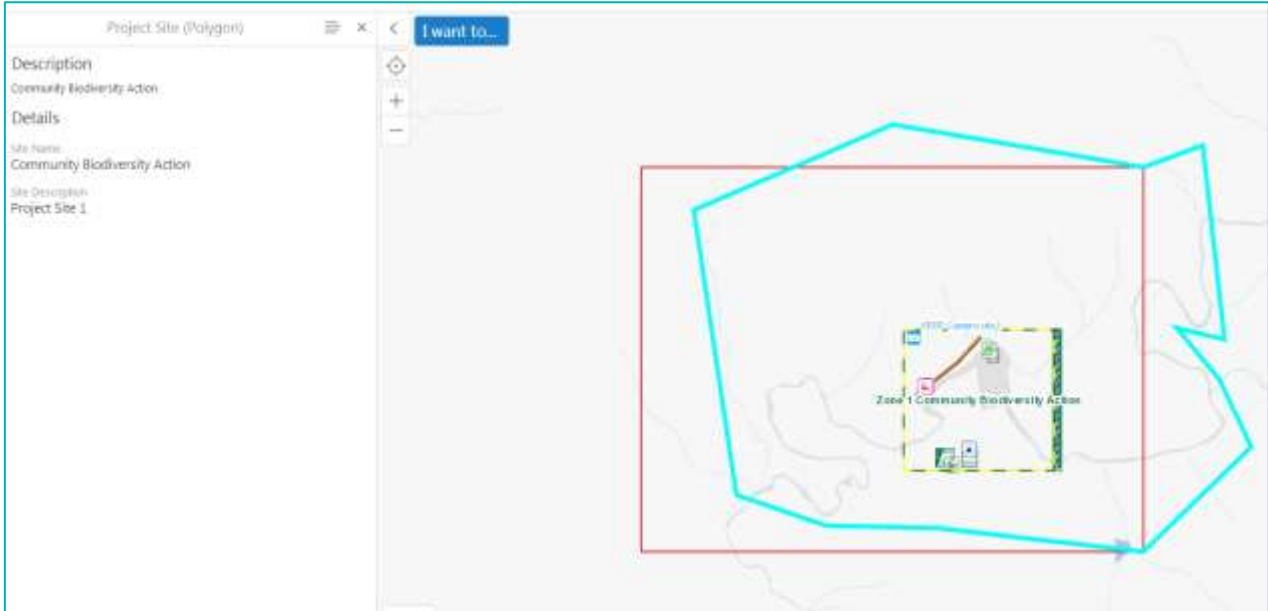 Project Site (Polygon)
I want to...
Description
Community Biodiversity Action
Details
Site Name
Community Biodiversity Action
Site Description
Project Site 1
Zone 1 Community Biodiversity Action